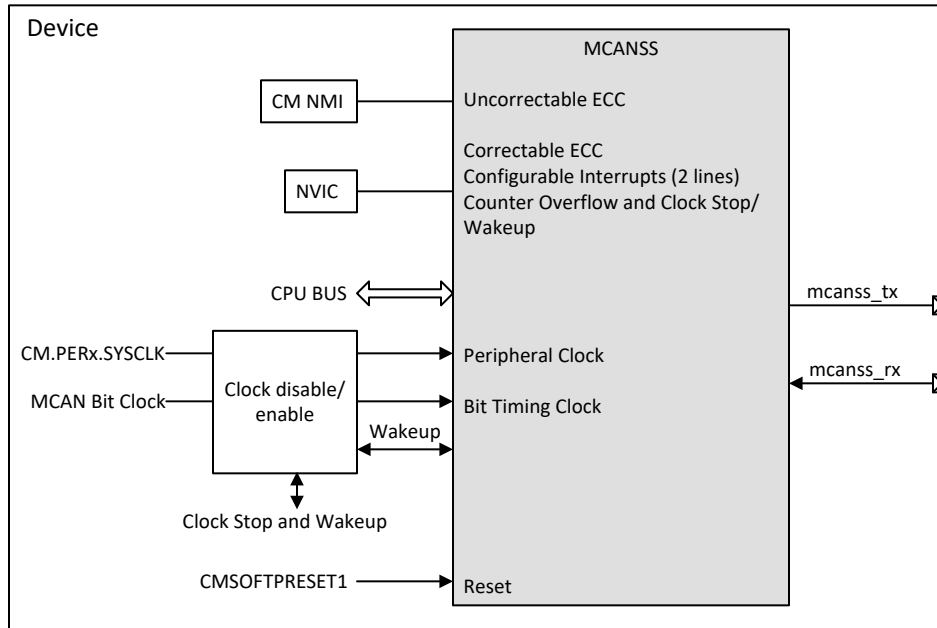 Device
MCANSS
CM NMI
Uncorrectable ECC
Correctable ECC
Configurable Interrupts (2 lines)
NVIC
Counter Overflow and Clock Stop/
Wakeup
CPU BUS
mcanss_tx
CM.PERx.SYSCLK
Peripheral Clock
mcanss_rx
Clock disable/
enable
MCAN Bit Clock
Bit Timing Clock
Wakeup
Clock Stop and Wakeup
CMSOFTPRESET1
Reset